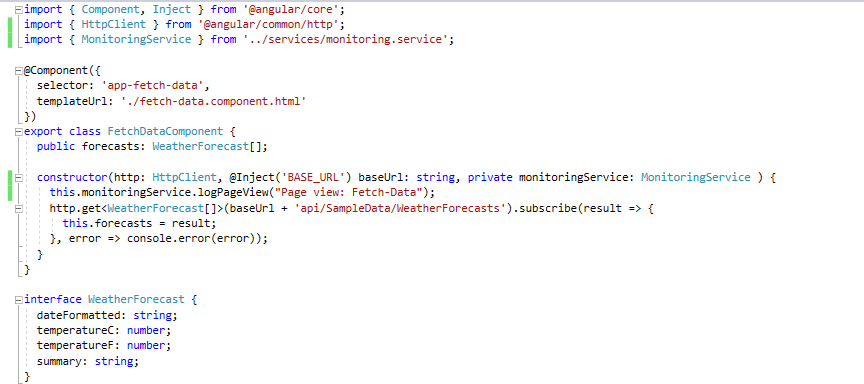 import { Component, Inject } from '@angular/core';
import { HttpClient } from '@angular/common/http';
import { MonitoringService } from '../services/monitoring.service';

@Component({
  selector: 'app-fetch-data',
  templateUrl: './fetch-data.component.html'
})
export class FetchDataComponent {
  public forecasts: WeatherForecast[];

  constructor(http: HttpClient, @Inject('BASE_URL') baseUrl: string, private monitoringService: MonitoringService ) {
    this.monitoringService.logPageView("Page view: Fetch-Data");
    http.get<WeatherForecast[]>(baseUrl + 'api/SampleData/WeatherForecasts').subscribe(result => {
      this.forecasts = result;
    }, error => console.error(error));
  }
}

interface WeatherForecast {
  dateFormatted: string;
  temperatureC: number;
  temperatureF: number;
  summary: string;
}